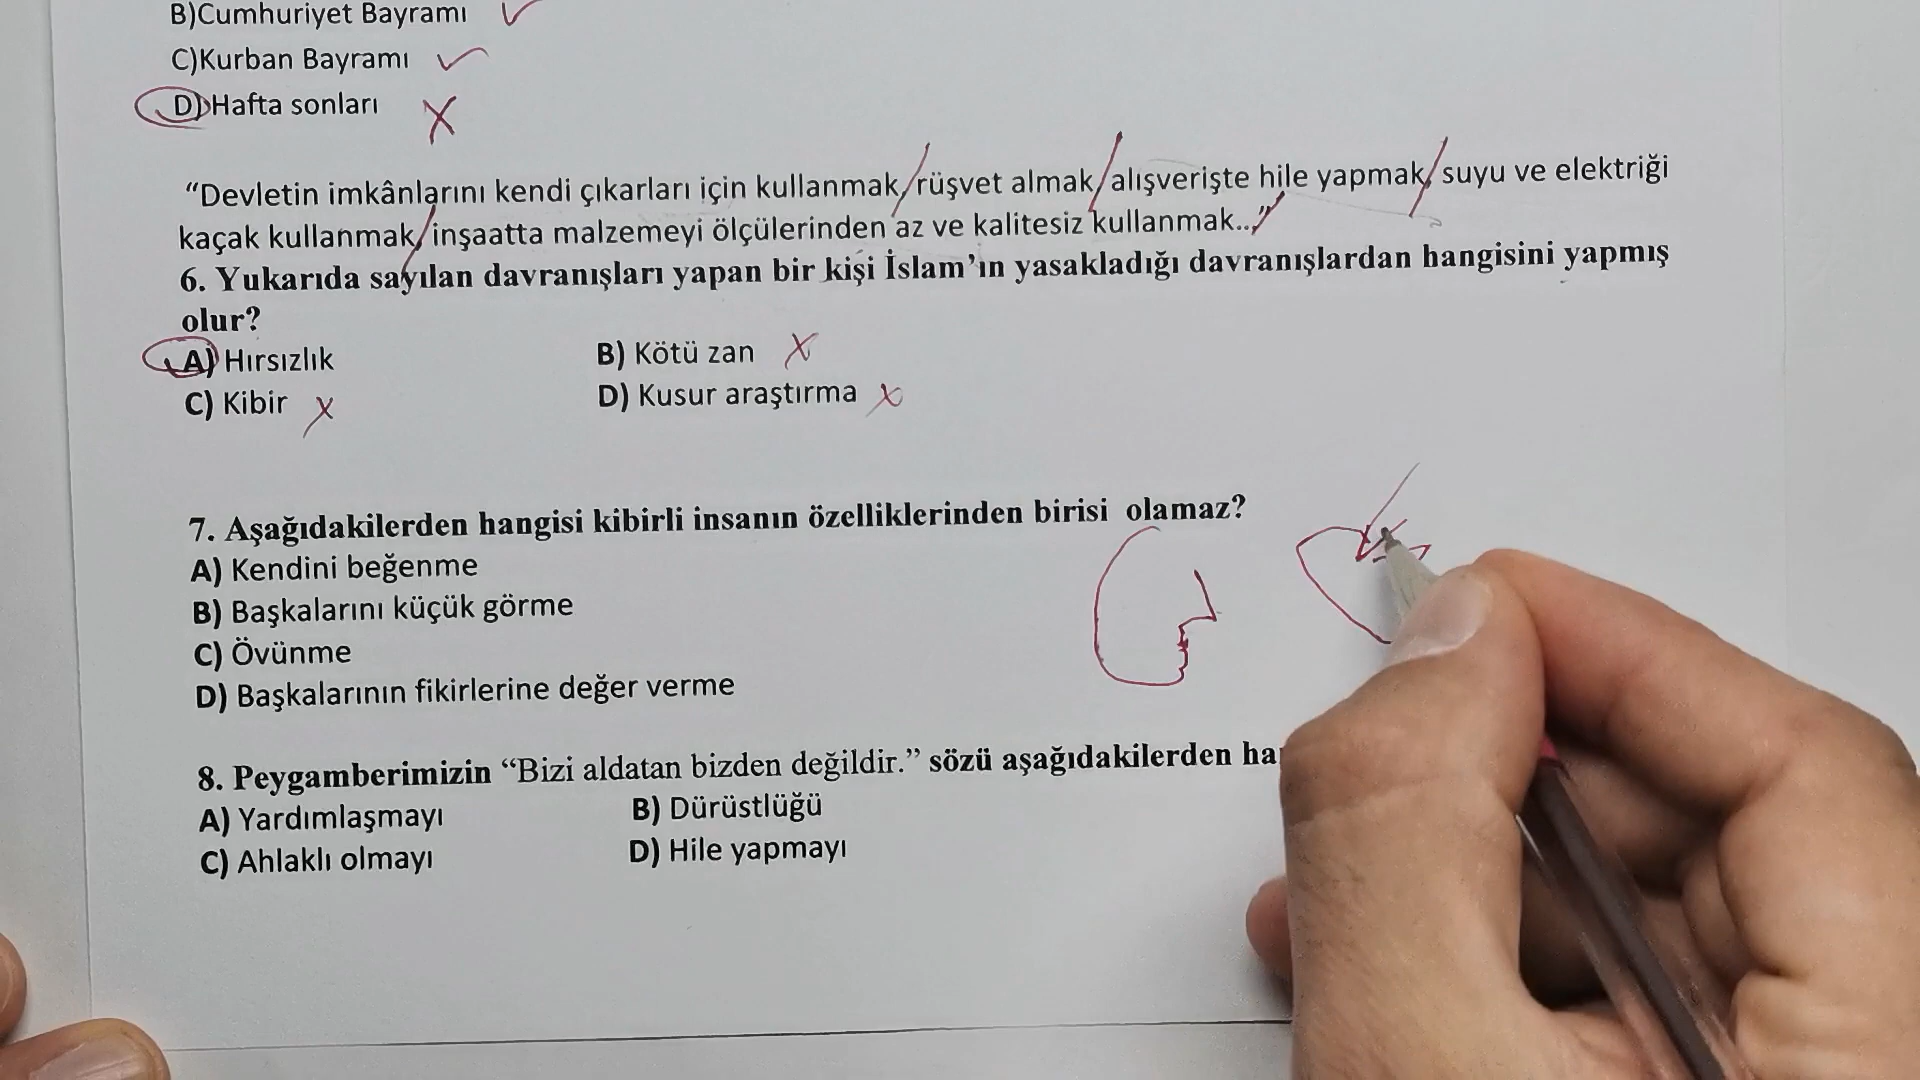 B)Cumhuriyet Bayramı
C)Kurban Bayramı
D)Hafta sonları
“Devletin imkânlarını kendi çıkarları için kullanmak, rüşvet almak, alışverişte hile yapmak, suyu ve elektriği
kaçak kullanmak, inşaatta malzemeyi ölçülerinden az ve kalitesiz kullanmak..”
6. Yukarıda sayılan davranışları yapan bir kişi İslam’ın yasakladığı davranışlardan hangisini yapmış
olur?
A) Hırsızlık B) Kötü zan
C) Kibir D) Kusur araştırma
7. Aşağıdakilerden hangisi kibirli insanın özelliklerinden birisi olamaz?
A) Kendini beğenme
B) Başkalarını küçük görme
C) Övünme
D) Başkalarının fikirlerine değer verme
8. Peygamberimizin “Bizi aldatan bizden değildir.” sözü aşağıdakilerden
A) Yardımlaşmayı B) Dürüstlüğü
C) Ahlaklı olmayı D) Hile yapmayı